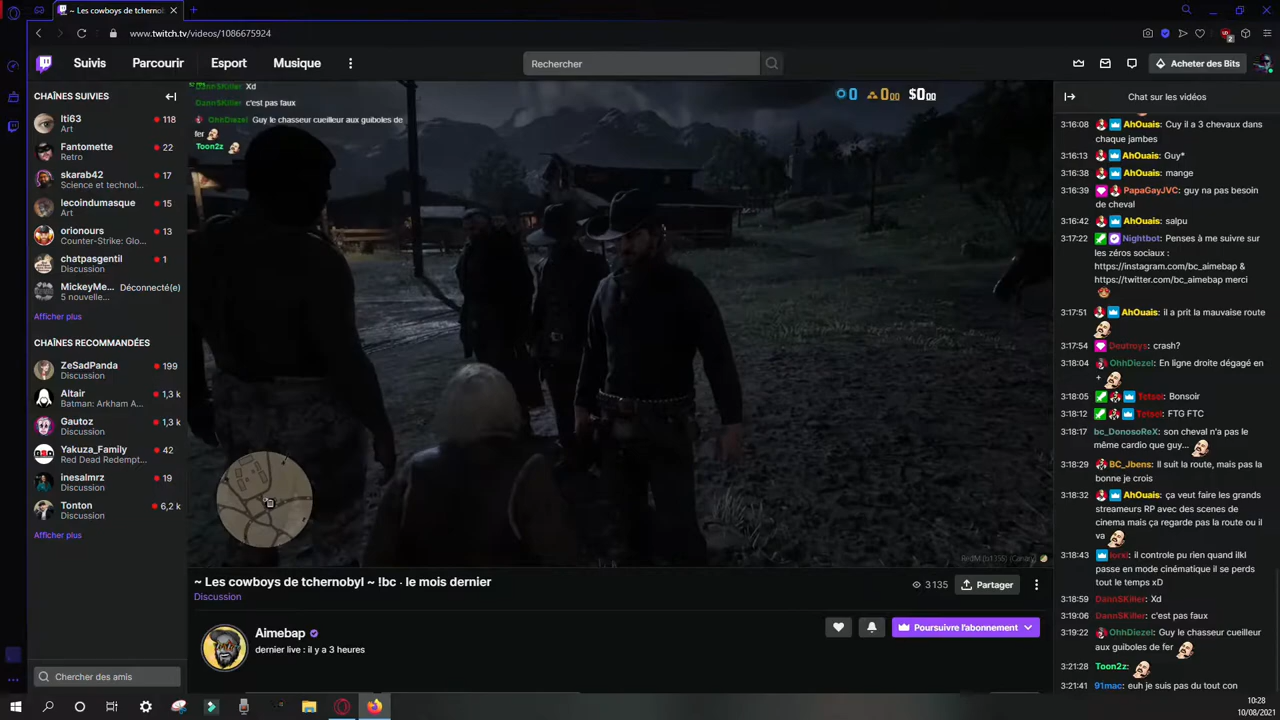 ~ Les cowboys de tchernobyl
www.twitch.tv/videos/1086675924
2
Suivis
Parcourir
Esport
Musique
Rechercher
Acheter des Bits
CHAÎNES SUIVIES
Iti63
118
Art
Fantomette
22
Retro
skarab42
17
Science et technol...
lecoindumasque
15
Art
orionours
13
Counter-Strike: Glo...
chatpasgentil
1
Discussion
MickeyMe...
Déconnecté(e)
5 nouvelle...
Afficher plus
CHAÎNES RECOMMANDÉES
ZeSadPanda
199
Discussion
Altair
1,3 k
Batman: Arkham A...
Gautoz
1,3 k
Discussion
Yakuza_Family
42
Red Dead Redempt...
inesalmrz
19
Discussion
Tonton
6,2 k
Discussion
Afficher plus
Chercher des amis
DannSKiller
Xd
DannSKiller
c'est pas faux
OhhDiezel
Guy le chasseur cueilleur aux guiboles de
fer
Toon2z
0
000
$000
RedM (b1355) (Canary)
~ Les cowboys de tchernobyl ~ !bc · le mois dernier
Discussion
3 135
Partager
Aimebap
dernier live : il y a 3 heures
Poursuivre l'abonnement
Chat sur les vidéos
3:16:08 AhOuais: Cuy il a 3 chevaux dans
chaque jambes
3:16:13 AhOuais: Guy*
3:16:38 AhOuais: mange
3:16:39 PapaGayJVC: guy na pas besoin
de cheval
3:16:42 AhOuais: salpu
3:17:22 Nightbot: Penses à me suivre sur
les zéros sociaux :
https://instagram.com/bc_aimebap &
https://twitter.com/bc_aimebap merci
3:17:51 AhOuais: il a prit la mauvaise route
3:17:54 Deutroys: crash?
3:18:04 OhhDiezel: En ligne droite dégagé en
+
3:18:05 Tetsei: Bonsoir
3:18:12 Tetsei: FTG FTC
3:18:17 bc_DonosoReX: son cheval n'a pas le
même cardio que guy...
3:18:29 BC_Jbens: Il suit la route, mais pas la
bonne je crois
3:18:32 AhOuais: ça veut faire les grands
streameurs RP avec des scenes de
cinema mais ça regarde pas la route ou il
va
3:18:43 il controle pu rien quand ilkl
passe en mode cinématique il se perds
tout le temps xD
3:18:59 DannSKiller: Xd
3:19:06 DannSKiller: c'est pas faux
3:19:22 OhhDiezel: Guy le chasseur cueilleur
aux guiboles de fer
3:21:28 Toon2z:
3:21:41 91mac: euh je suis pas du tout con
10:28
10/08/2021